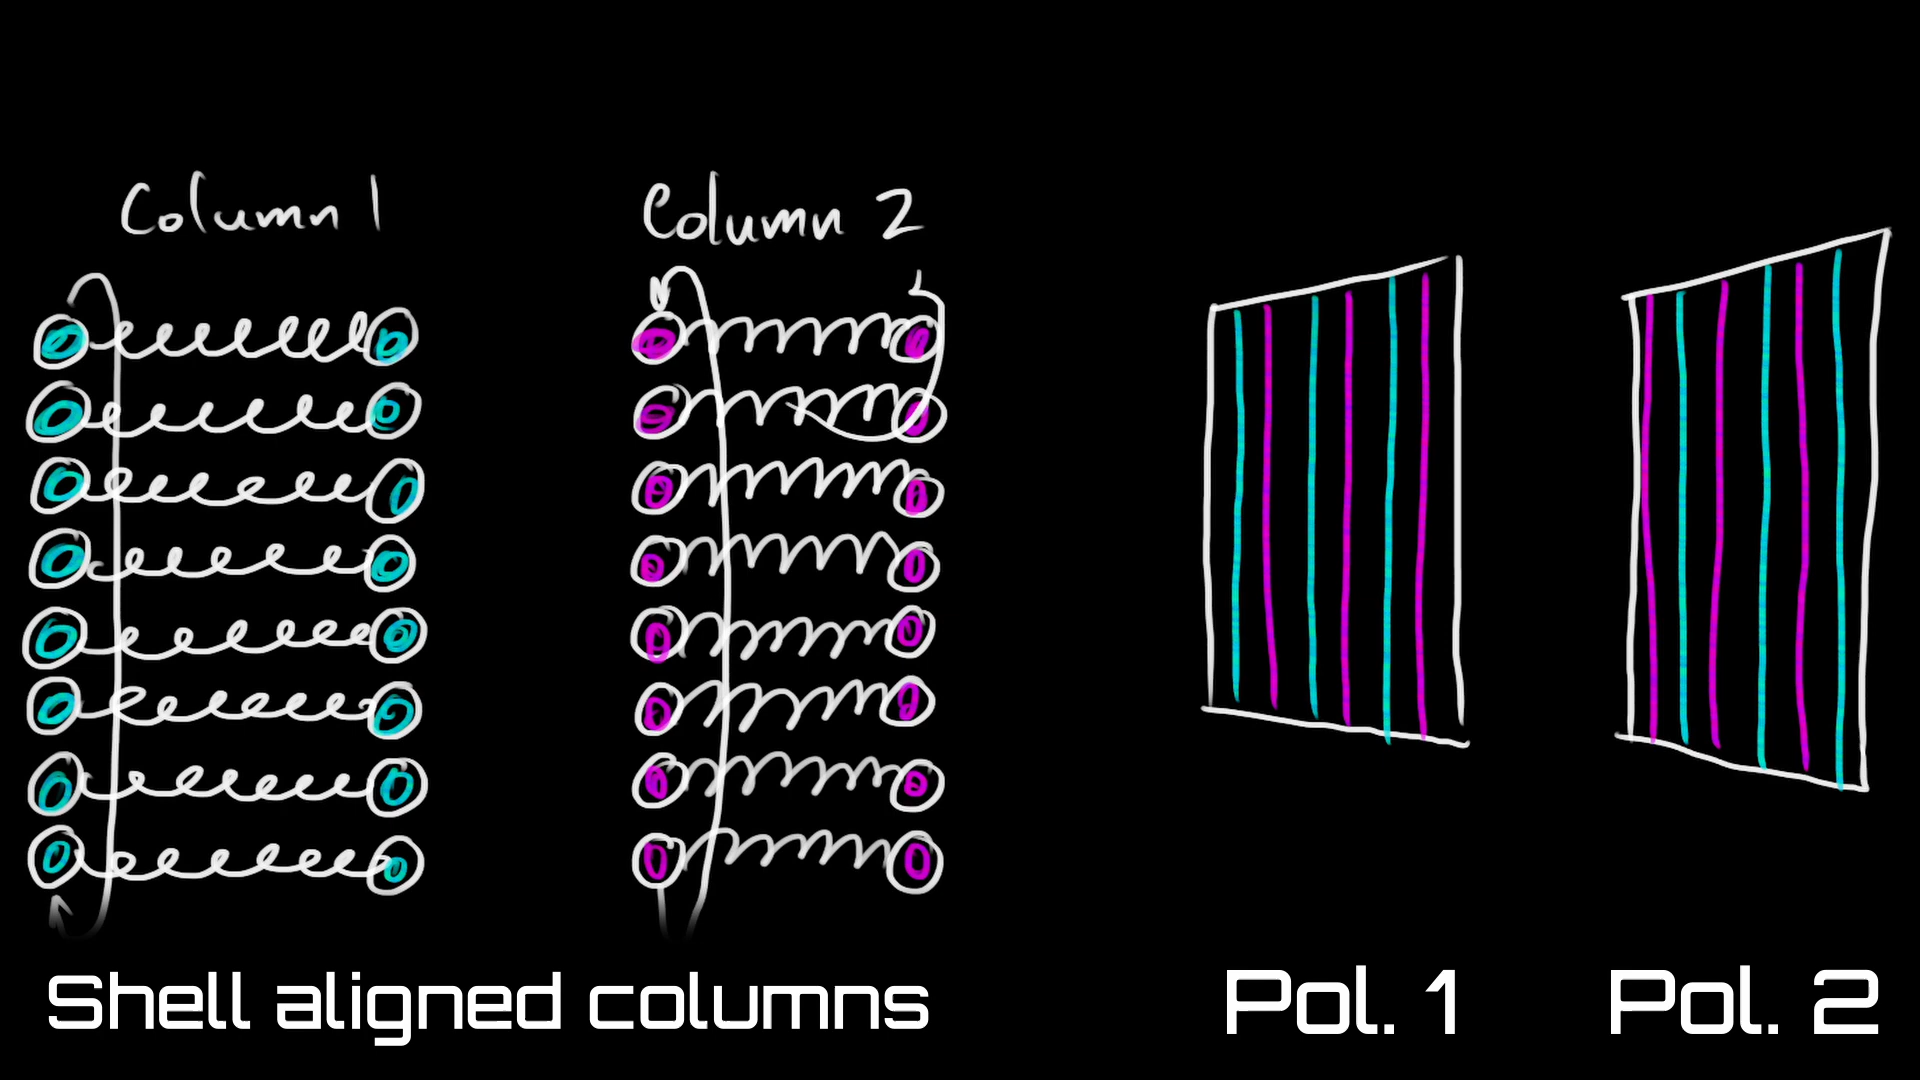 Column 1
Column 2
Shell aligned columns
Pol. 1
Pol. 2